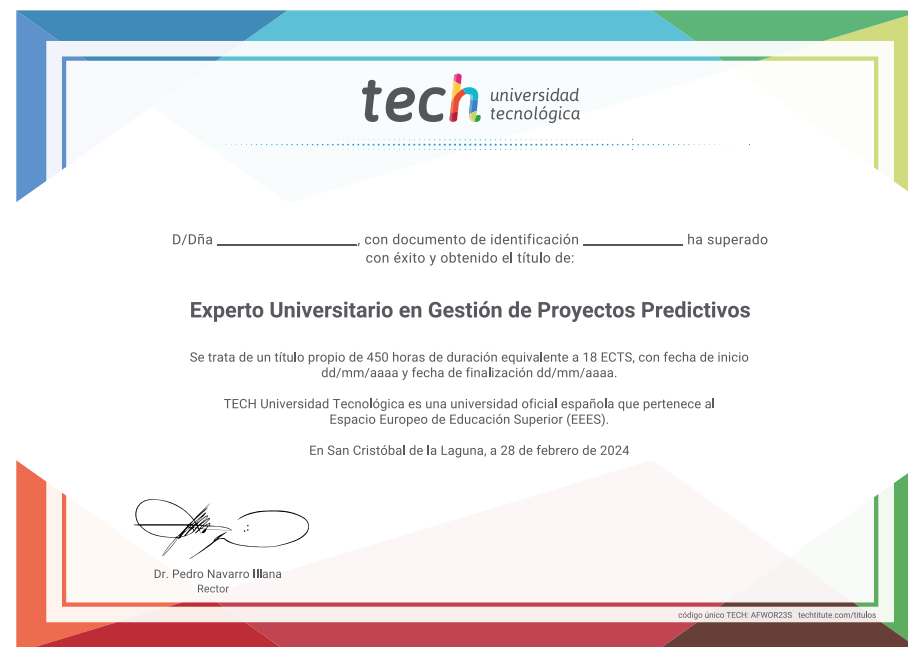 tech universidad
tecnológica
D/Dña ____________________, con documento de identificación ______________ ha superado
con éxito y obtenido el título de:
Experto Universitario en Gestión de Proyectos Predictivos
Se trata de un título propio de 450 horas de duración equivalente a 18 ECTS, con fecha de inicio
dd/mm/aaaa y fecha de finalización dd/mm/aaaa.
TECH Universidad Tecnológica es una universidad oficial española que pertenece al
Espacio Europeo de Educación Superior (EEES).
En San Cristóbal de la Laguna, a 28 de febrero de 2024
Dr. Pedro Navarro Illana
Rector
código único TECH: AFWOR23S techtitute.com/titulos